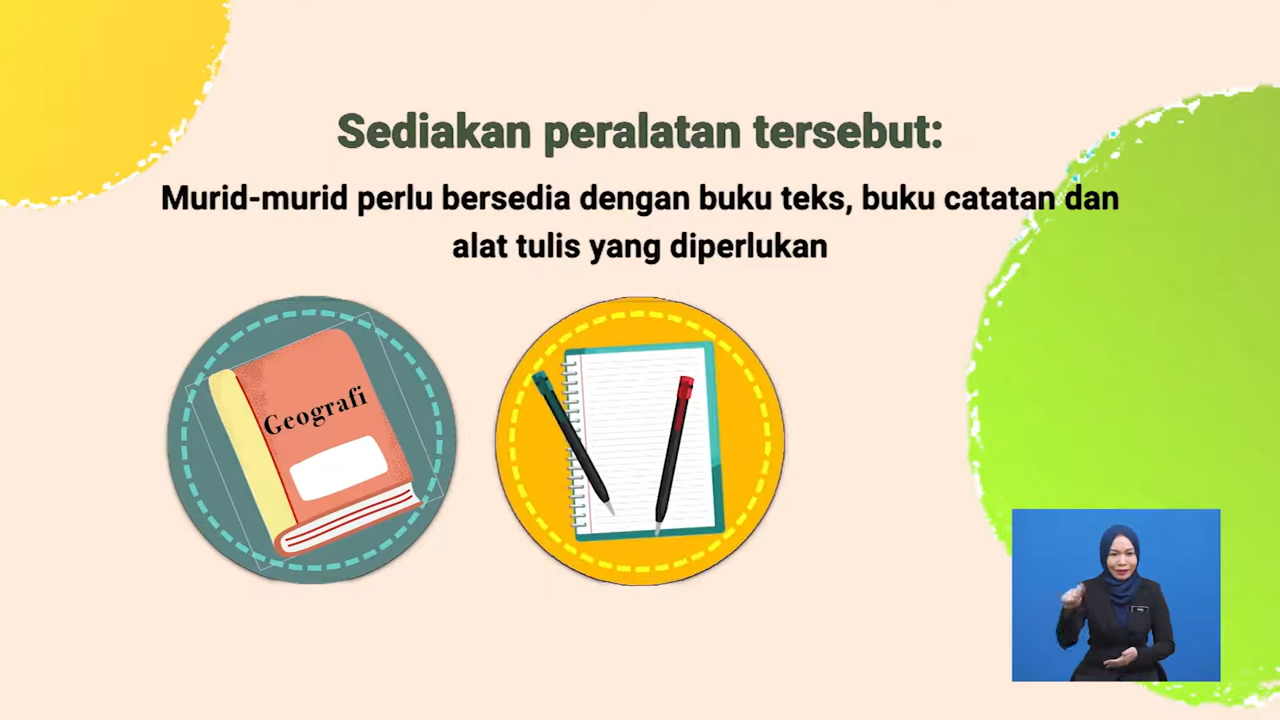 Sediakan peralatan tersebut:
Murid-murid perlu bersedia dengan buku teks, buku catatan dan
alat tulis yang diperlukan
Geografi